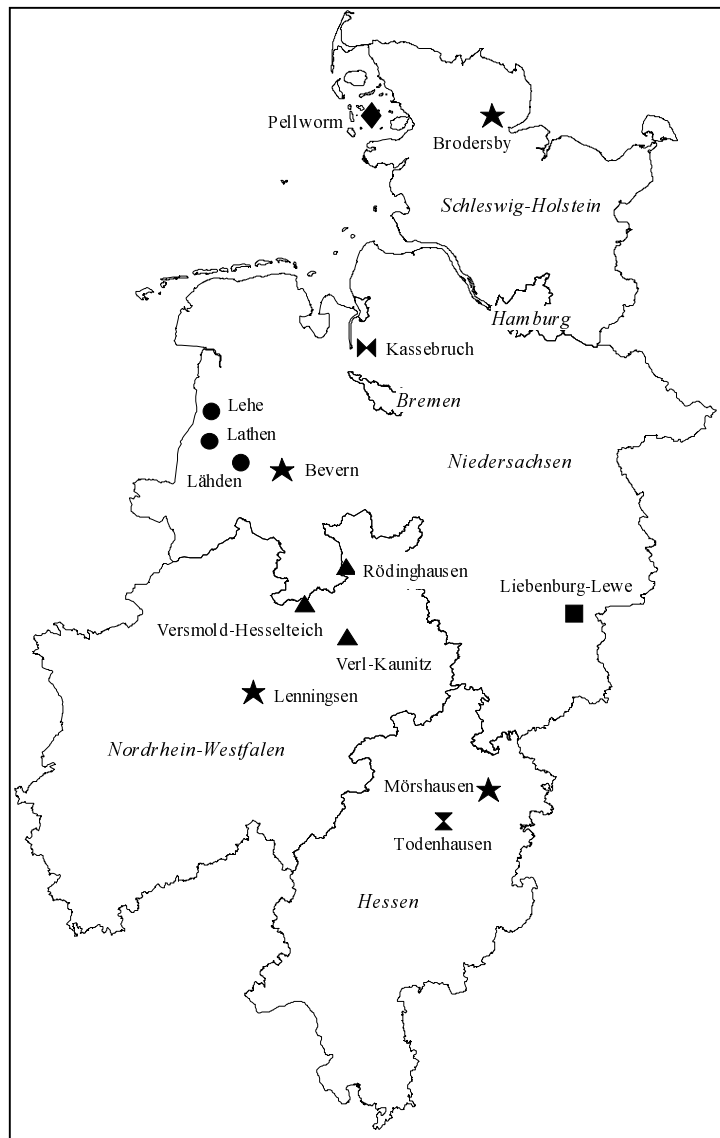 Pellworm
Brodersby
Schleswig-Holstein
Hamburg
Kassebruch
Bremen
Lehe
Lathen
Niedersachsen
Lähden
Bevern
Rödinghausen
Liebenburg-Lewe
Versmold-Hesselteich
Verl-Kaunitz
Lenningsen
Nordrhein-Westfalen
Mörshausen
Todenhausen
Hessen